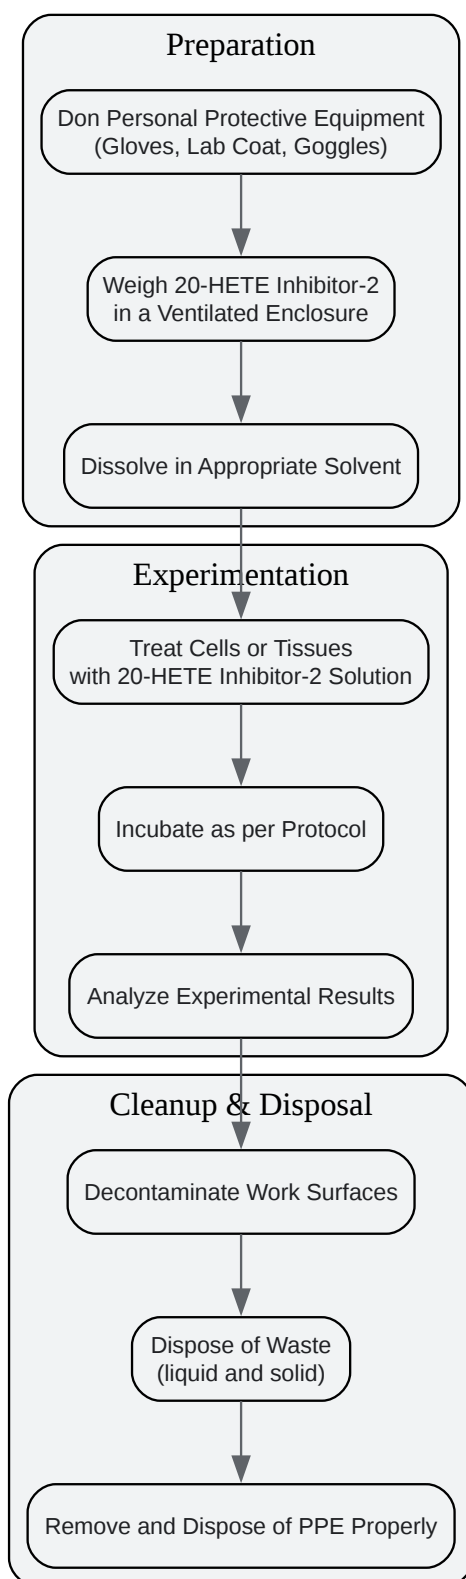 Preparation
Don Personal Protective Equipment
(Gloves, Lab Coat, Goggles)
Weigh 20-HETE Inhibitor-2
in a Ventilated Enclosure
Dissolve in Appropriate Solvent
Experimentation
Treat Cells or Tissues
with 20-HETE Inhibitor-2 Solution
Incubate as per Protocol
Analyze Experimental Results
Cleanup & Disposal
Decontaminate Work Surfaces
Dispose of Waste
(liquid and solid)
Remove and Dispose of PPE Properly